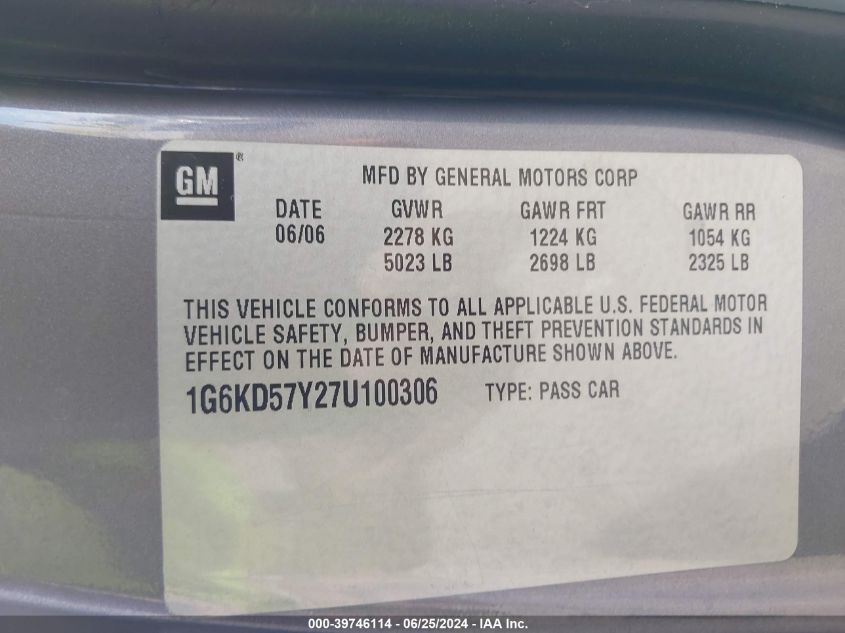 GM ®
MFD BY GENERAL MOTORS CORP
DATE GVWR GAWR FRT GAWR RR
06/06 2278 KG 1224 KG 1054 KG
5023 LB 2698 LB 2325 LB
THIS VEHICLE CONFORMS TO ALL APPLICABLE U.S. FEDERAL MOTOR
VEHICLE SAFETY, BUMPER, AND THEFT PREVENTION STANDARDS IN
EFFECT ON THE DATE OF MANUFACTURE SHOWN ABOVE.
1G6KD57Y27U100306 TYPE: PASS CAR
000-39746114 - 06/25/2024 - IAA Inc.